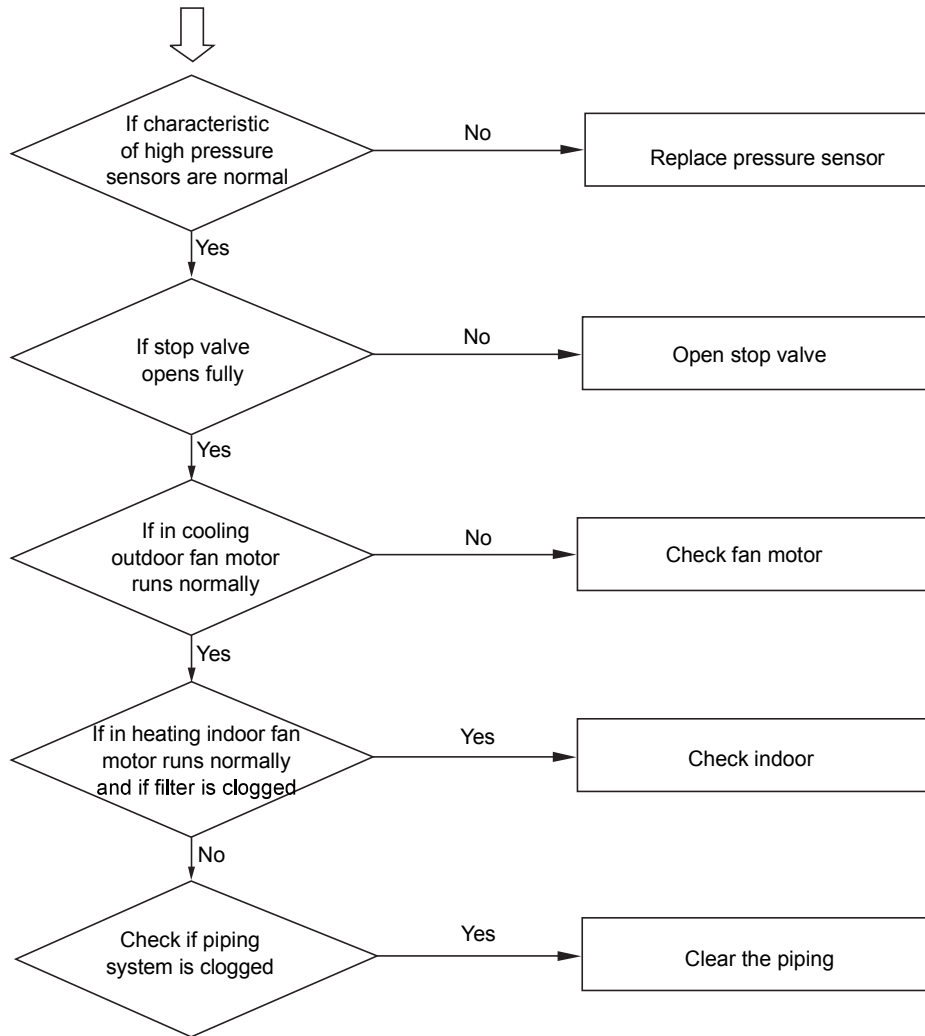 If characteristic
of high pressure
sensors are normal
No
Replace pressure sensor
Yes
If stop valve
opens fully
No
Open stop valve
Yes
If in cooling
outdoor fan motor
runs normally
No
Check fan motor
Yes
If in heating indoor fan
motor runs normally
and if filter is clogged
Yes
Check indoor
No
Check if piping
system is clogged
Yes
Clear the piping